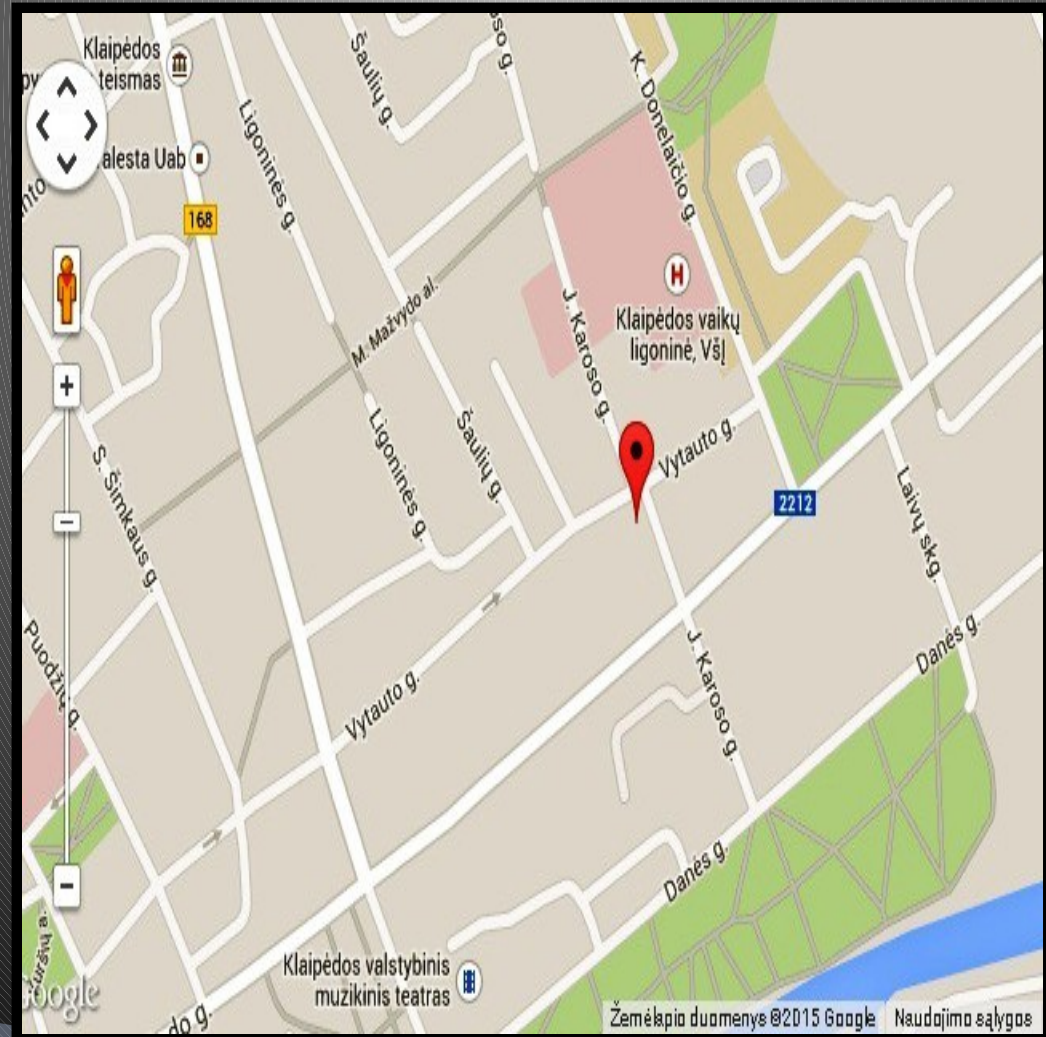 Klaipėdos
teismas
alesta Uab
168
Ligoninės g.
Šaulių g.
oso g.
K. Donelaičio g.
M. Mažvydo al.
J. Karoso g.
Klaipėdos vaikų
ligoninė, VšĮ
Ligoninės g.
Šaulių g.
Vytauto g.
2212
Laivų skg.
S. Šimkaus g.
Puodžių g.
Vytauto g.
J. Karoso g.
Danės g.
Danės g.
Klaipėdos valstybinis
muzikinis teatras
do g.
Google
Žemėlapio duomenys ©2015 Google
Naudojimo sąlygos